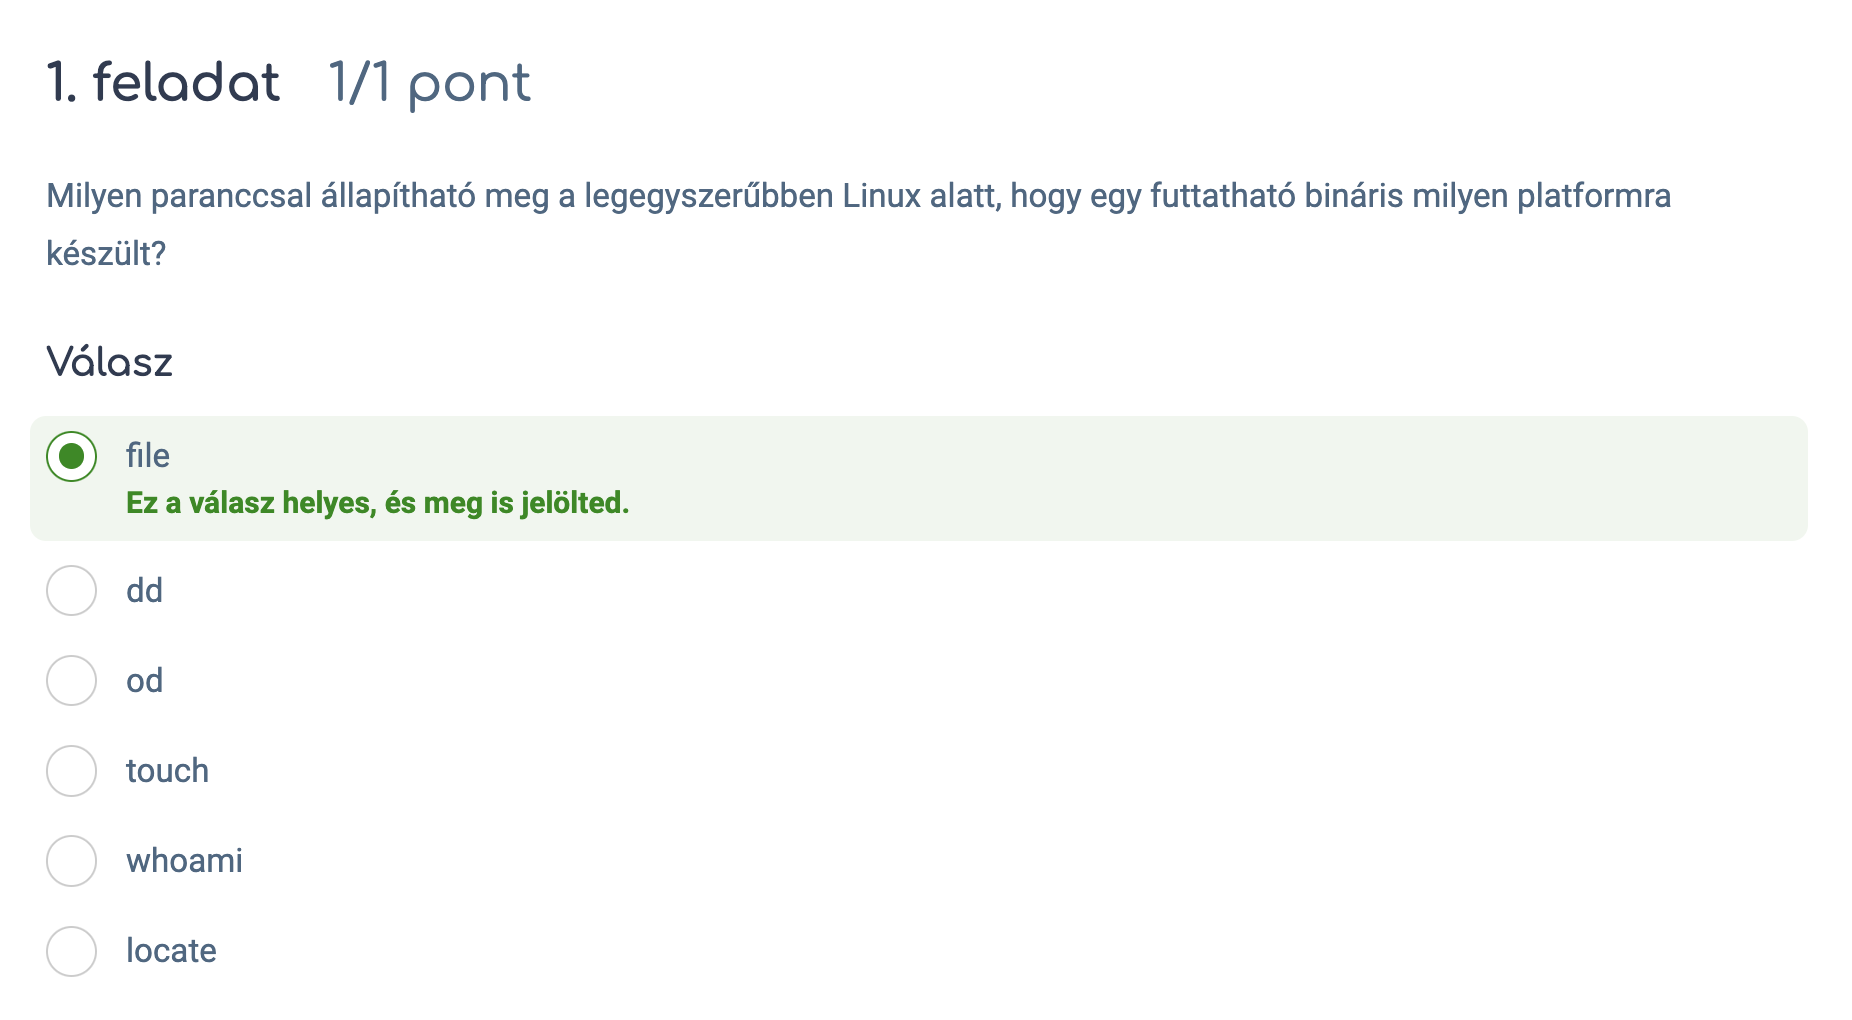 1. feladat 1/1 pont
Milyen paranccsal állapítható meg a legegyszerűbben Linux alatt, hogy egy futtatható bináris milyen platformra
készült?
Válasz
file
Ez a válasz helyes, és meg is jelölted.
dd
od
touch
whoami
locate